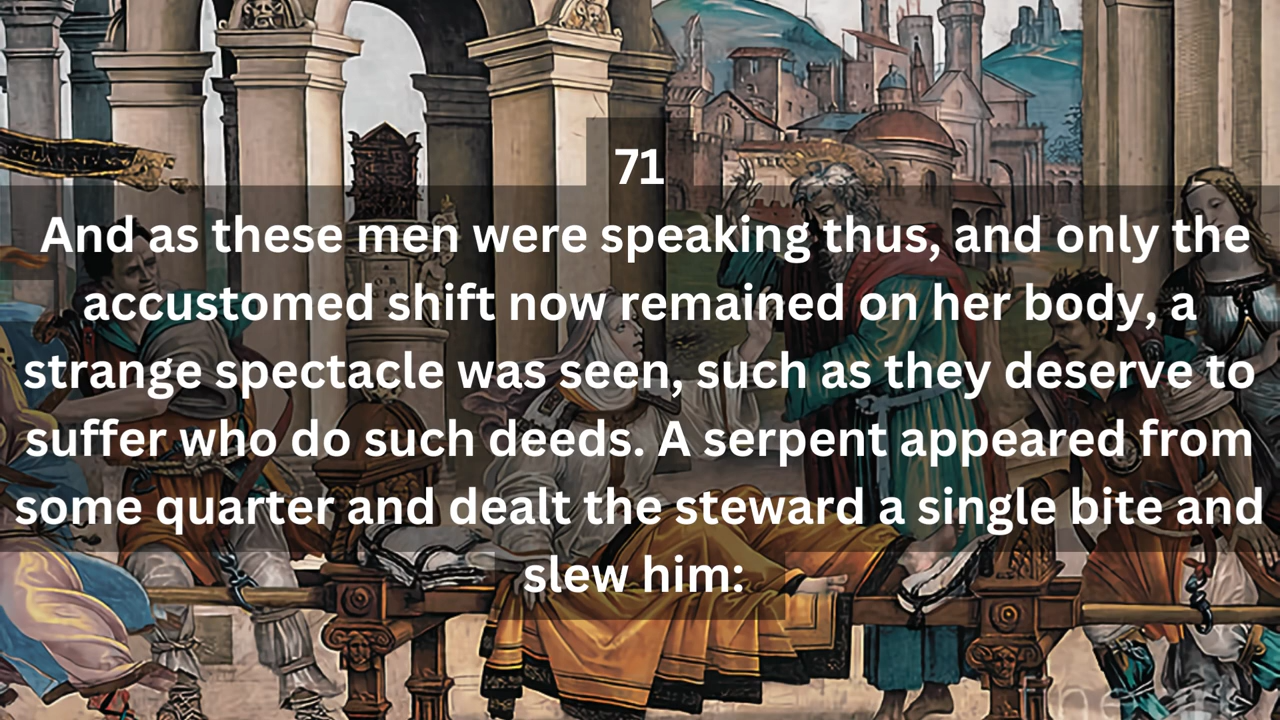 71
And as these men were speaking thus, and only the
accustomed shift now remained on her body, a
strange spectacle was seen, such as they deserve to
suffer who do such deeds. A serpent appeared from
some quarter and dealt the steward a single bite and
slew him: